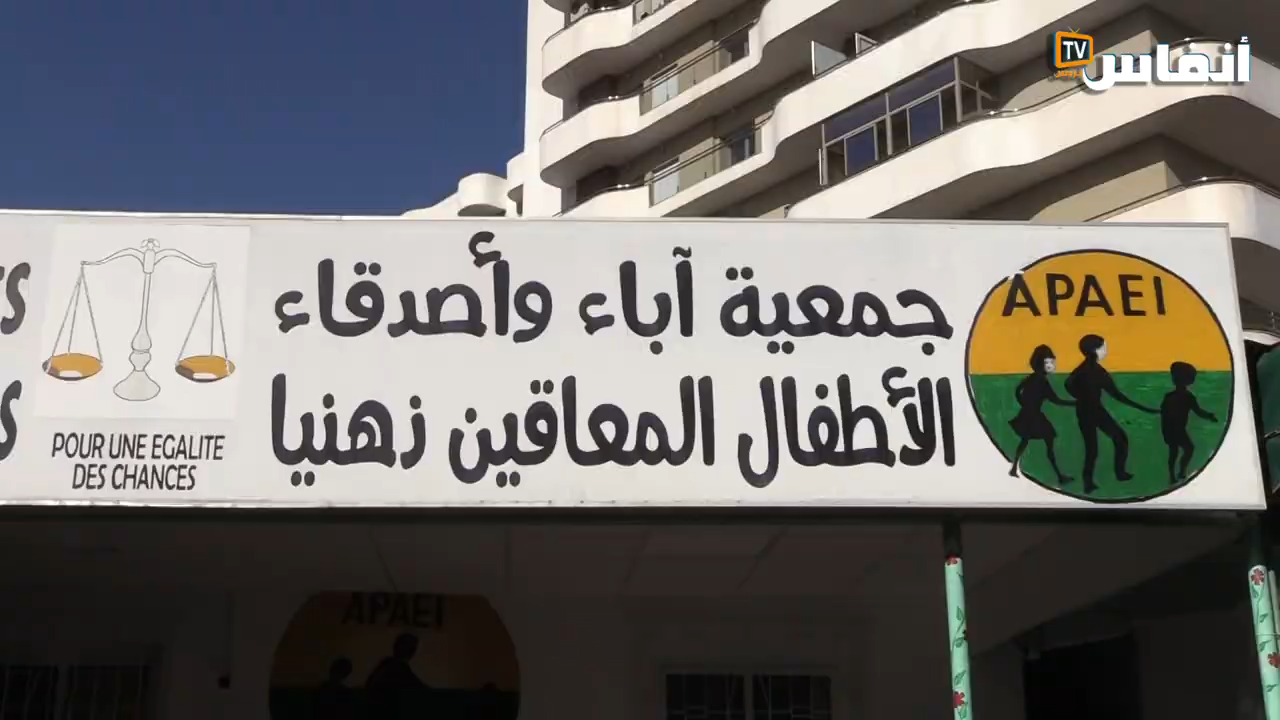 TV أنفاس
جمعية آباء وأصدقاء
الأطفال المعاقين ذهنيا
APAEI
POUR UNE EGALITE
DES CHANCES
APAEI